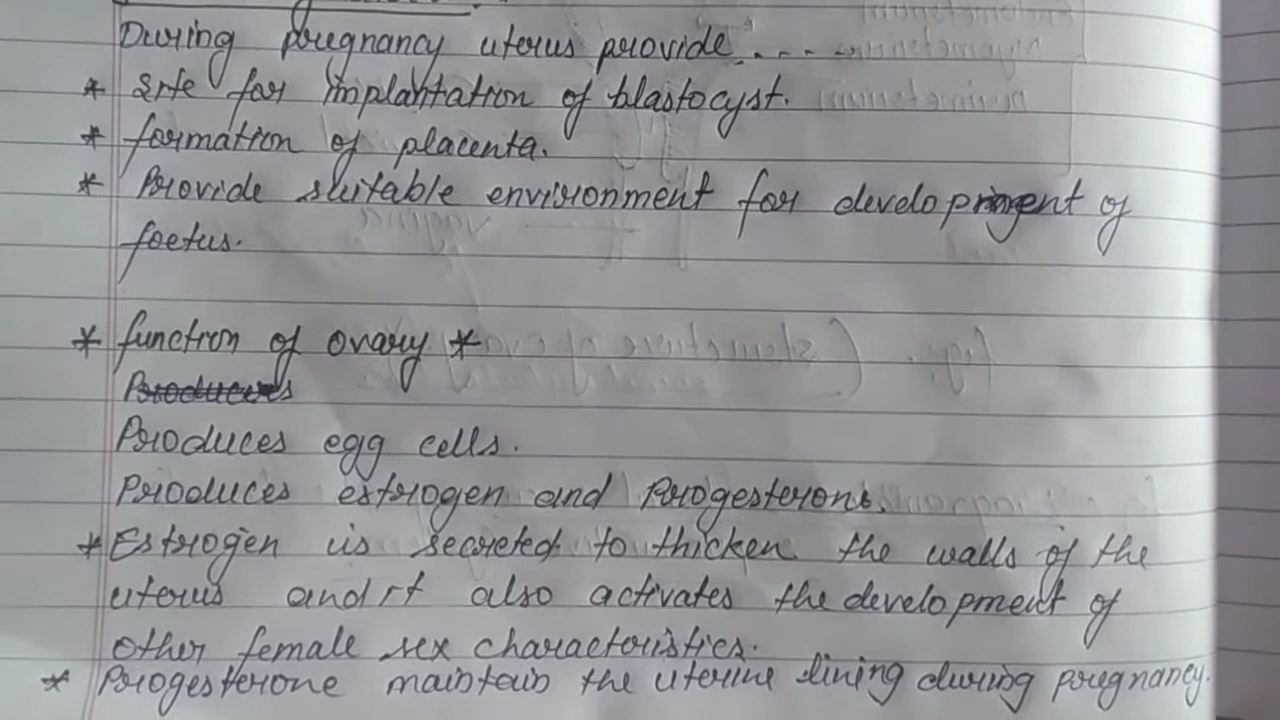 During pregnancy uterus provide....
* Site for implantation of blastocyst.
* formation of placenta.
* Provide suitable environment for development of
foetus.
* function of ovary *
Produces
Produces egg cells.
Produces estrogen and Progesterone.
* Estrogen is secreted to thicken the walls of the
uterus and it also activates the development of
other female sex characteristics.
* Progesterone maintain the uterine lining during pregnancy.